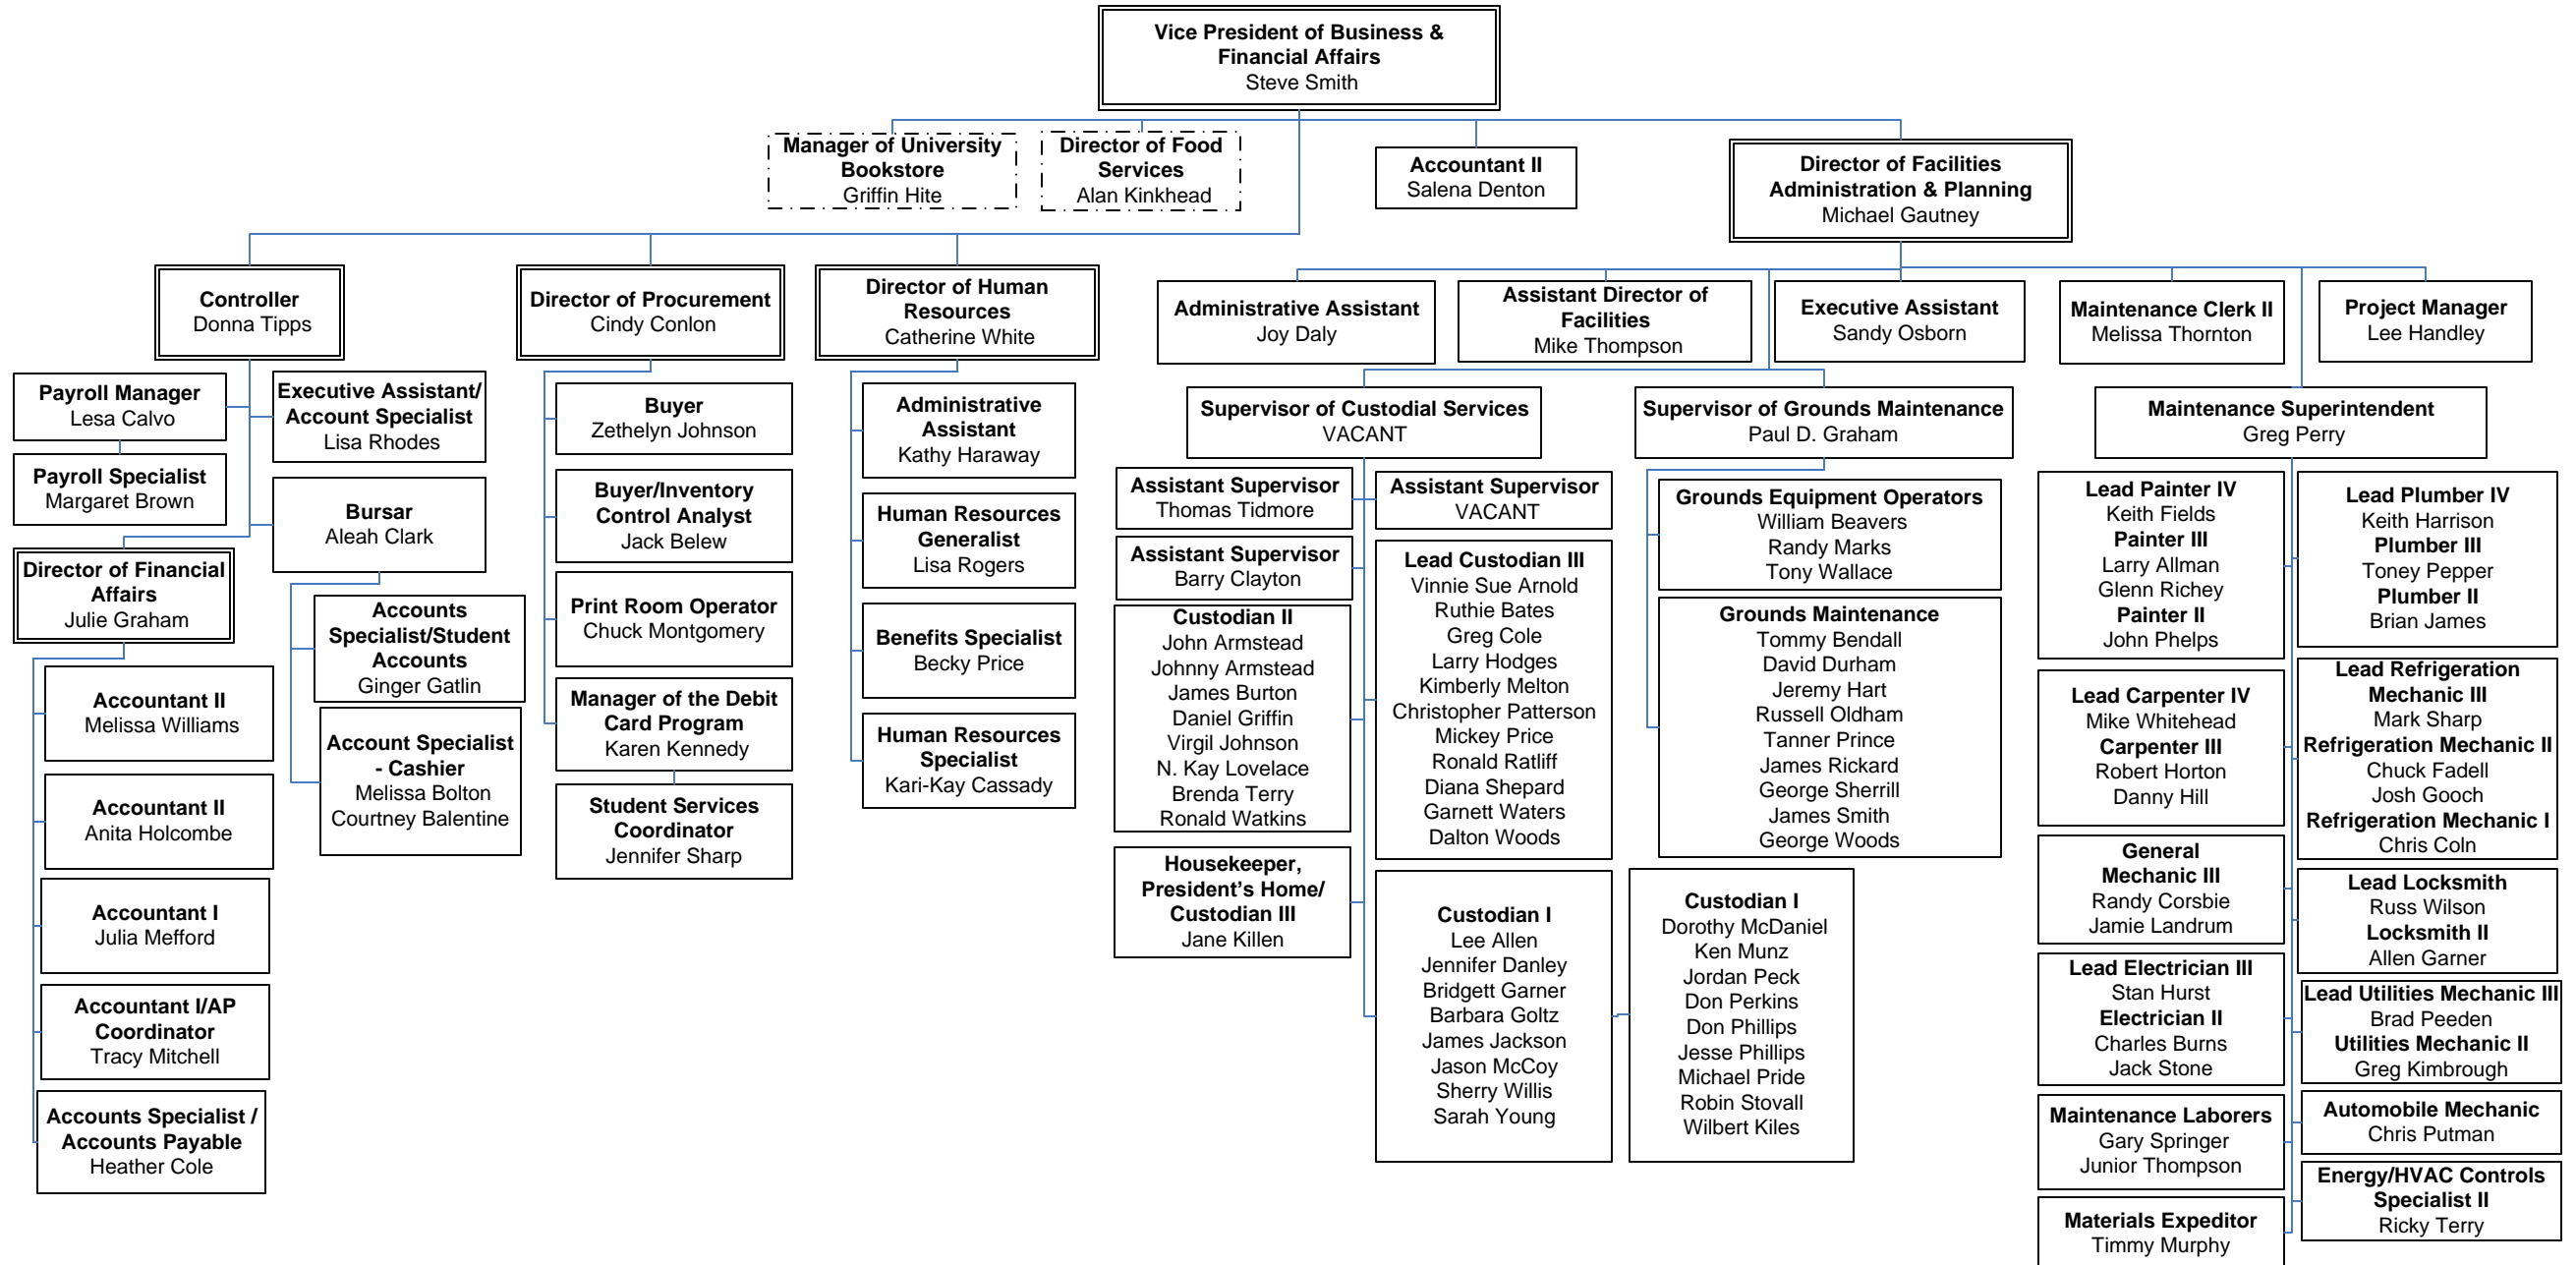 Vice President of Business &
Financial Affairs
Steve Smith
Manager of University
Bookstore
Griffin Hite
Director of Food
Services
Alan Kinkhead
Accountant II
Salena Denton
Director of Facilities
Administration & Planning
Michael Gautney
Controller
Donna Tipps
Director of Procurement
Cindy Conlon
Director of Human
Resources
Catherine White
Administrative Assistant
Joy Daly
Assistant Director of
Facilities
Mike Thompson
Executive Assistant
Sandy Osborn
Maintenance Clerk II
Melissa Thornton
Project Manager
Lee Handley
Payroll Manager
Lesa Calvo
Payroll Specialist
Margaret Brown
Executive Assistant/
Account Specialist
Lisa Rhodes
Bursar
Aleah Clark
Director of Financial
Affairs
Julie Graham
Accounts
Specialist/Student
Accounts
Ginger Gatlin
Account Specialist
- Cashier
Melissa Bolton
Courtney Balentine
Accountant II
Melissa Williams
Accountant II
Anita Holcombe
Accountant I
Julia Mefford
Accountant I/AP
Coordinator
Tracy Mitchell
Accounts Specialist /
Accounts Payable
Heather Cole
Buyer
Zethelyn Johnson
Buyer/Inventory
Control Analyst
Jack Belew
Print Room Operator
Chuck Montgomery
Manager of the Debit
Card Program
Karen Kennedy
Student Services
Coordinator
Jennifer Sharp
Administrative
Assistant
Kathy Haraway
Human Resources
Generalist
Lisa Rogers
Benefits Specialist
Becky Price
Human Resources
Specialist
Kari-Kay Cassady
Supervisor of Custodial Services
VACANT
Assistant Supervisor
Thomas Tidmore
Assistant Supervisor
VACANT
Assistant Supervisor
Barry Clayton
Custodian II
John Armstead
Johnny Armstead
James Burton
Daniel Griffin
Virgil Johnson
N. Kay Lovelace
Brenda Terry
Ronald Watkins
Housekeeper,
President's Home/
Custodian III
Jane Killen
Lead Custodian III
Vinnie Sue Arnold
Ruthie Bates
Greg Cole
Larry Hodges
Kimberly Melton
Christopher Patterson
Mickey Price
Ronald Ratliff
Diana Shepard
Garnett Waters
Dalton Woods
Custodian I
Lee Allen
Jennifer Danley
Bridgett Garner
Barbara Goltz
James Jackson
Jason McCoy
Sherry Willis
Sarah Young
Custodian I
Dorothy McDaniel
Ken Munz
Jordan Peck
Don Perkins
Don Phillips
Jesse Phillips
Michael Pride
Robin Stovall
Wilbert Kiles
Supervisor of Grounds Maintenance
Paul D. Graham
Grounds Equipment Operators
William Beavers
Randy Marks
Tony Wallace
Grounds Maintenance
Tommy Bendall
David Durham
Jeremy Hart
Russell Oldham
Tanner Prince
James Rickard
George Sherrill
James Smith
George Woods
Maintenance Superintendent
Greg Perry
Lead Painter IV
Keith Fields
Painter III
Larry Allman
Glenn Richey
Painter II
John Phelps
Lead Carpenter IV
Mike Whitehead
Carpenter III
Robert Horton
Danny Hill
General
Mechanic III
Randy Corsbie
Jamie Landrum
Lead Electrician III
Stan Hurst
Electrician II
Charles Burns
Jack Stone
Maintenance Laborers
Gary Springer
Junior Thompson
Materials Expeditor
Timmy Murphy
Lead Plumber IV
Keith Harrison
Plumber III
Toney Pepper
Plumber II
Brian James
Lead Refrigeration
Mechanic III
Mark Sharp
Refrigeration Mechanic II
Chuck Fadell
Josh Gooch
Refrigeration Mechanic I
Chris Coln
Lead Locksmith
Russ Wilson
Locksmith II
Allen Garner
Lead Utilities Mechanic III
Brad Peeden
Utilities Mechanic II
Greg Kimbrough
Automobile Mechanic
Chris Putman
Energy/HVAC Controls
Specialist II
Ricky Terry